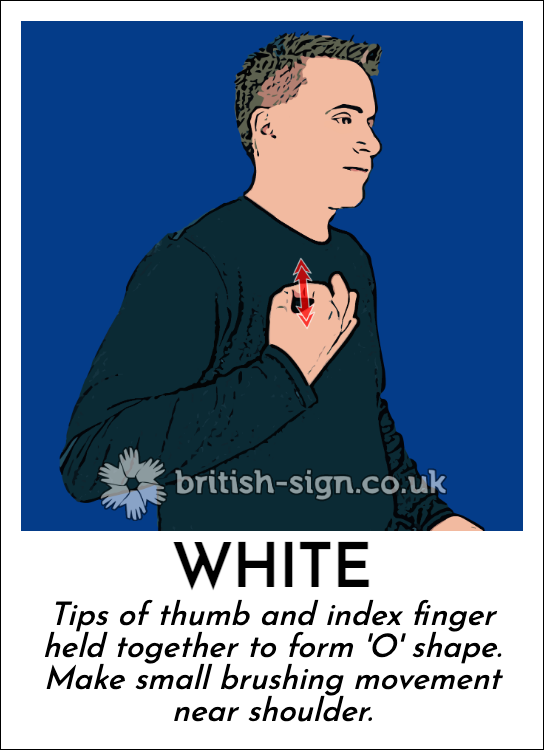 british-sign.co.uk
WHITE
Tips of thumb and index finger
held together to form 'O' shape.
Make small brushing movement
near shoulder.